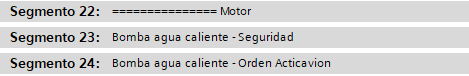 Segmento 22: =============== Motor
Segmento 23: Bomba agua caliente - Seguridad
Segmento 24: Bomba agua caliente - Orden Acticavion